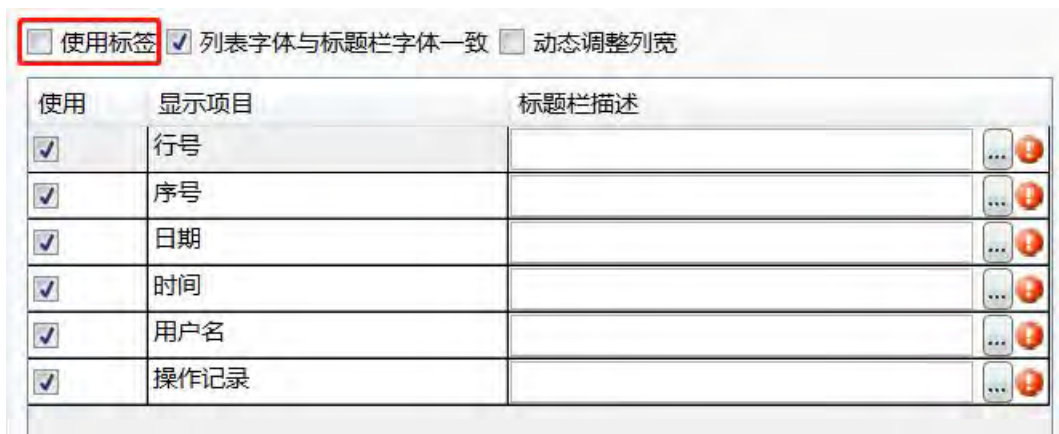 使用标签 列表字体与标题栏字体一致 动态调整列宽
使用 显示项目 标题栏描述
行号 ...
序号 ...
日期 ...
时间 ...
用户名 ...
操作记录 ...